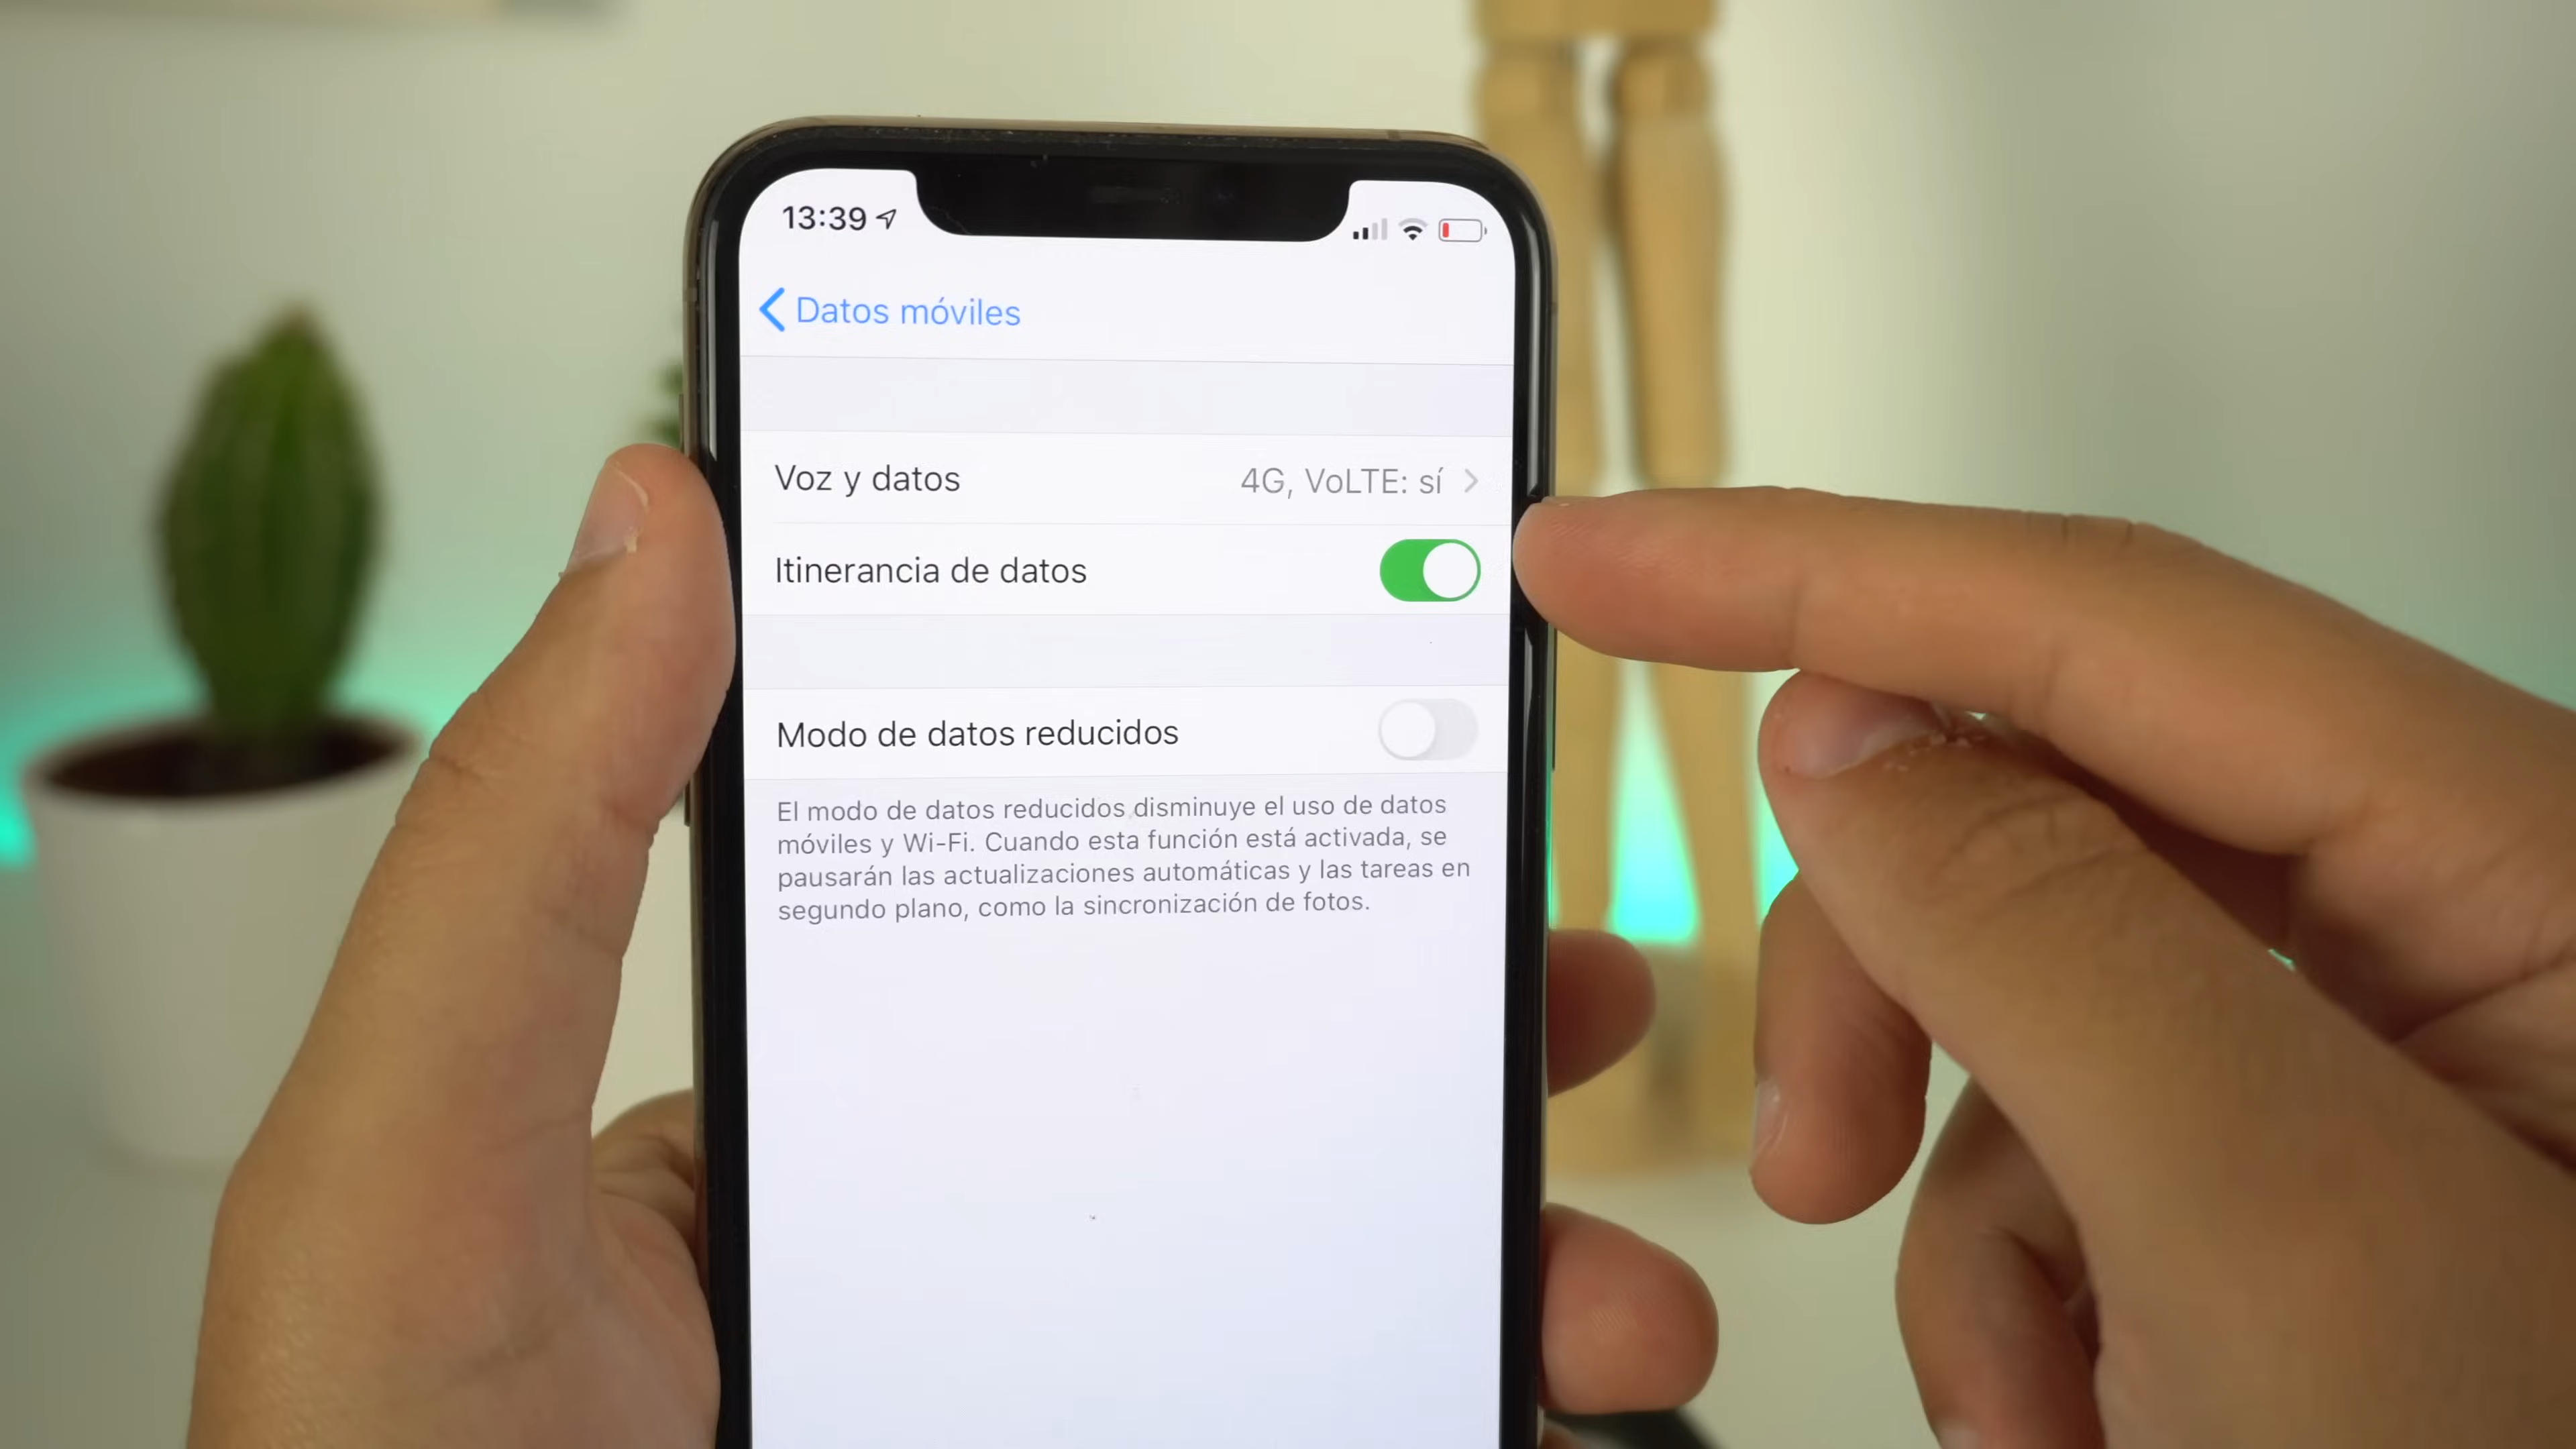 13:39
Datos móviles
Voz y datos 4G, VoLTE: sí
Itinerancia de datos
Modo de datos reducidos
El modo de datos reducidos disminuye el uso de datos
móviles y Wi-Fi. Cuando esta función está activada, se
pausarán las actualizaciones automáticas y las tareas en
segundo plano, como la sincronización de fotos.